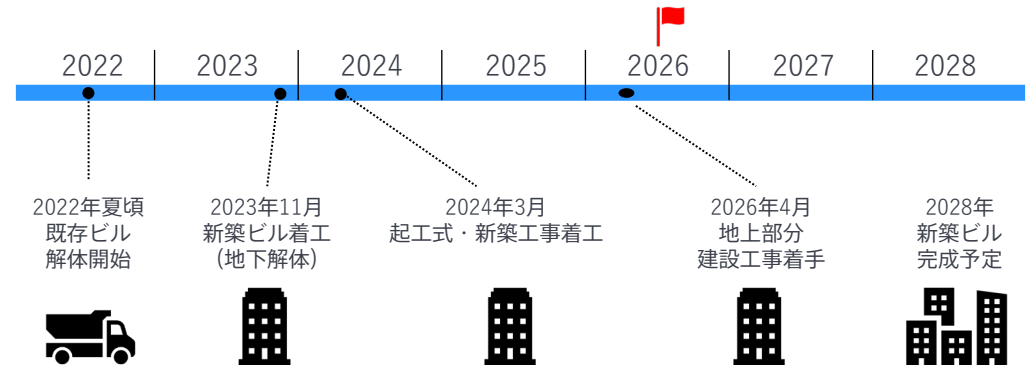 2022
2023
2024
2025
2026
2027
2028
2022年夏頃
既存ビル
解体開始
2023年11月
新築ビル着工
(地下解体)
2024年3月
起工式・新築工事着工
2026年4月
地上部分
建設工事着手
2028年
新築ビル
完成予定